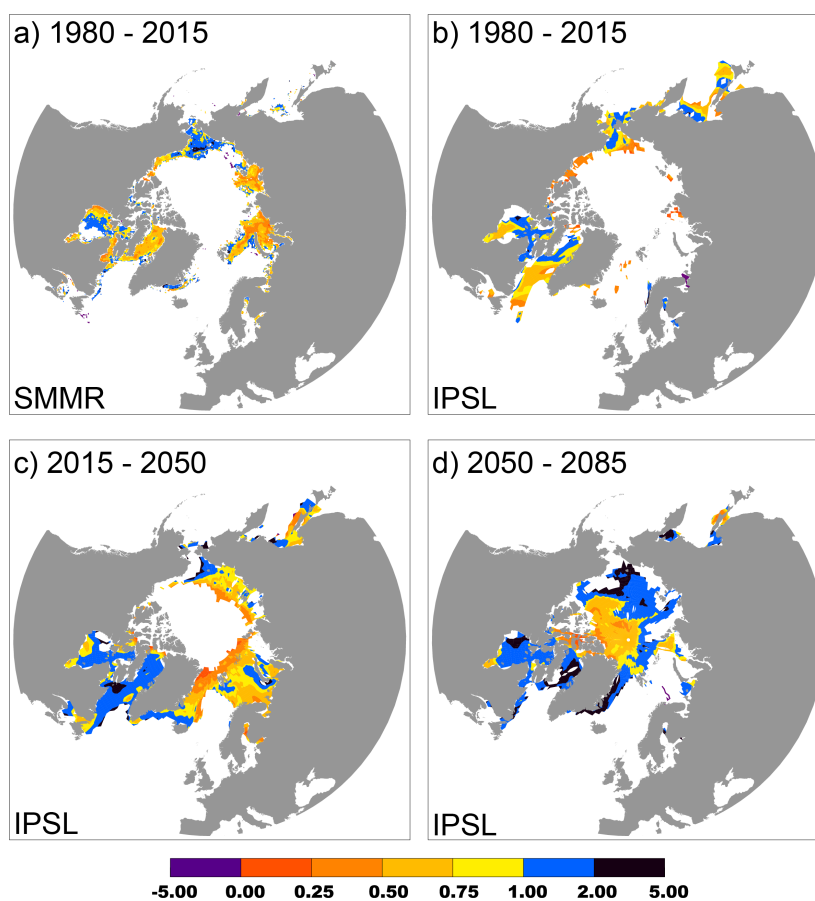 a) 1980 - 2015
b) 1980 - 2015
SMMR
IPSL
c) 2015 - 2050
d) 2050 - 2085
IPSL
IPSL
-5.00 0.00 0.25 0.50 0.75 1.00 2.00 5.00